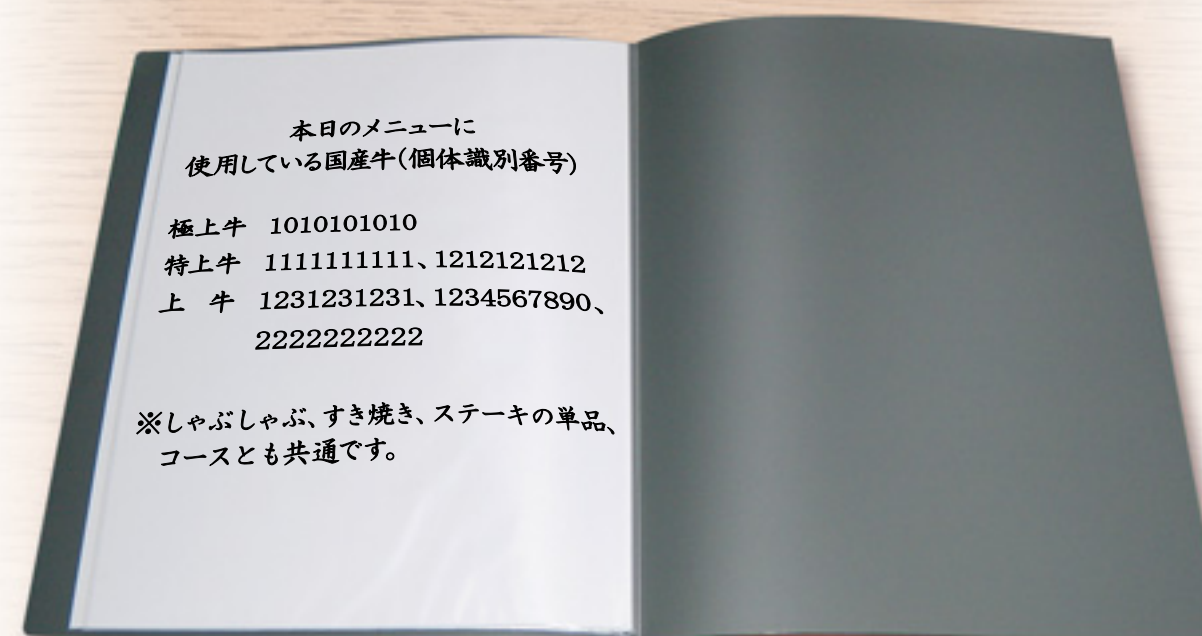 本日のメニューに
使用している国産牛(個体識別番号)
極上牛 1010101010
特上牛 1111111111、1212121212
上 牛 1231231231、1234567890、
2222222222
※しゃぶしゃぶ、すき焼き、ステーキの単品、
コースとも共通です。